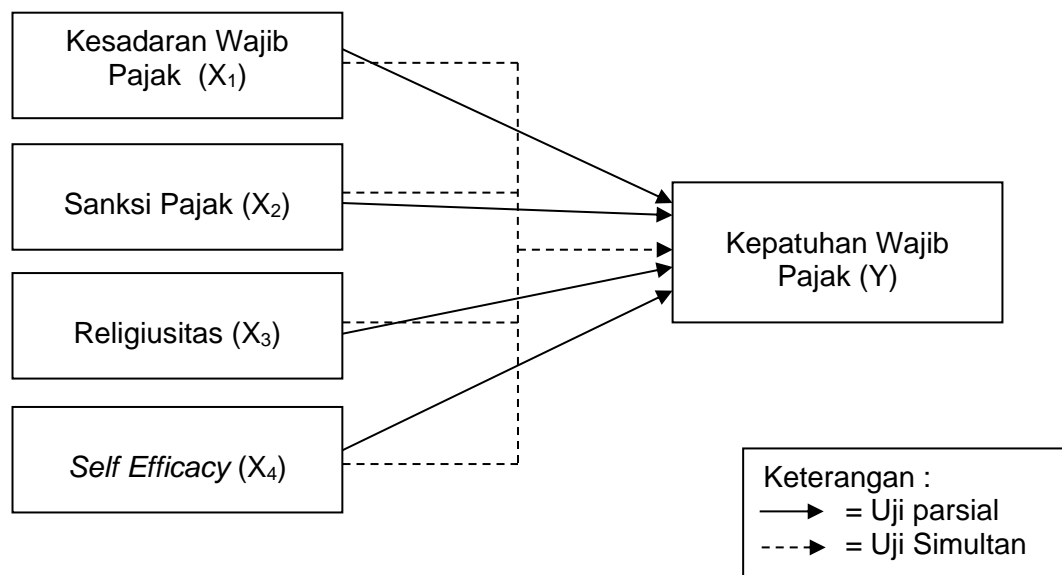 Kesadaran Wajib
Pajak (X₁)
Sanksi Pajak (X₂)
Religiusitas (X₃)
Self Efficacy (X₄)
Kepatuhan Wajib
Pajak (Y)
Keterangan :
= Uji parsial
= Uji Simultan